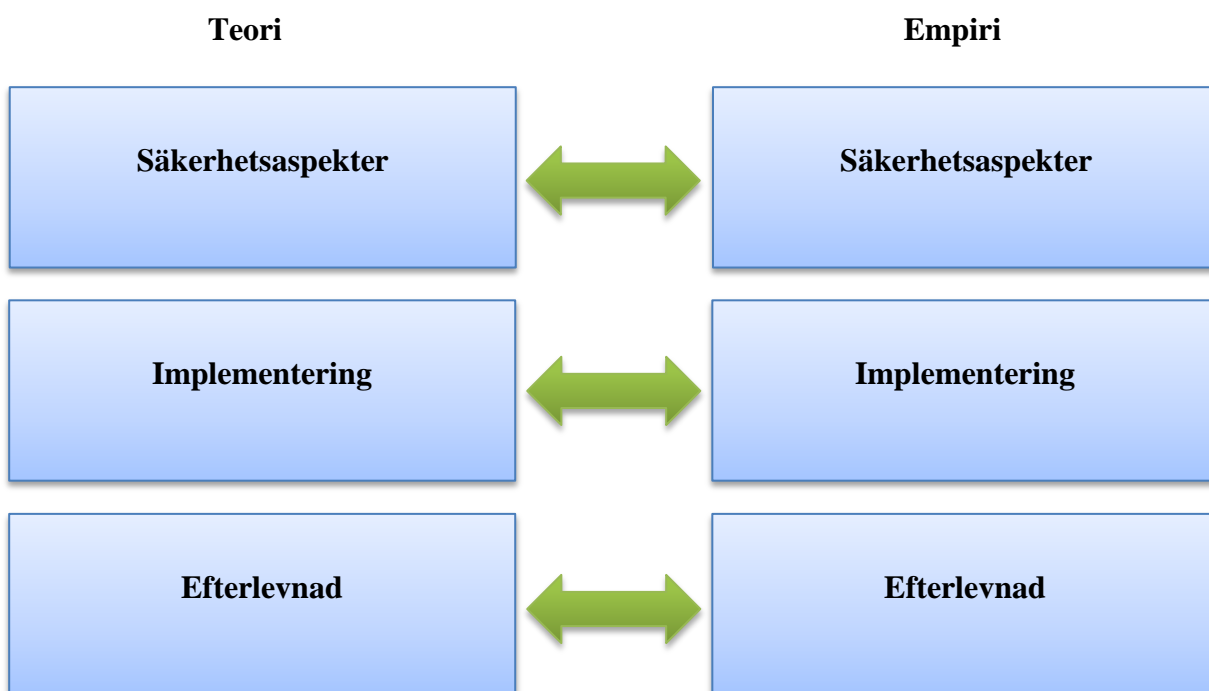 Teori Empiri
Säkerhetsaspekter Säkerhetsaspekter
Implementering Implementering
Efterlevnad Efterlevnad